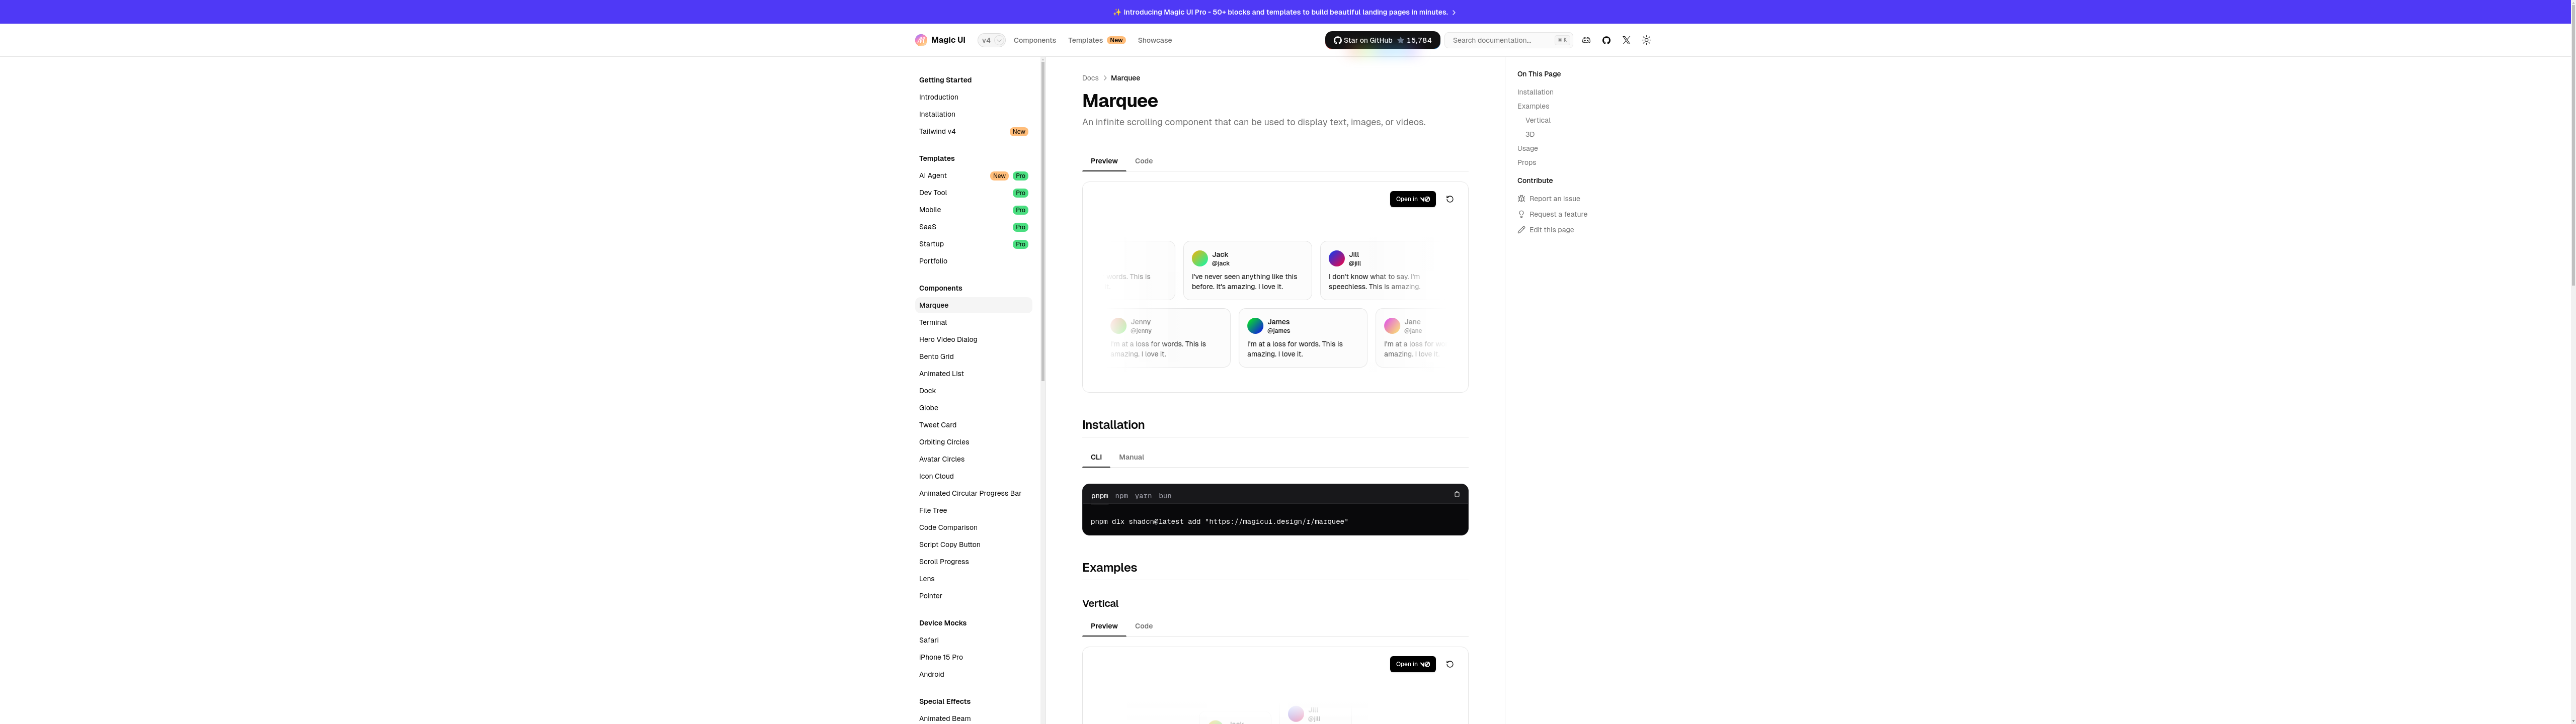 ✨ Introducing Magic UI Pro - 50+ blocks and templates to build beautiful landing pages in minutes.
Magic UI
v4
Components
Templates New
Showcase
Star on GitHub ★ 15,784
Search documentation...
⌘ K
Getting Started
Introduction
Installation
Tailwind v4 New
Templates
AI Agent New Pro
Dev Tool Pro
Mobile Pro
SaaS Pro
Startup Pro
Portfolio
Components
Marquee
Terminal
Hero Video Dialog
Bento Grid
Animated List
Dock
Globe
Tweet Card
Orbiting Circles
Avatar Circles
Icon Cloud
Animated Circular Progress Bar
File Tree
Code Comparison
Script Copy Button
Scroll Progress
Lens
Pointer
Device Mocks
Safari
iPhone 15 Pro
Android
Special Effects
Animated Beam
Docs > Marquee
Marquee
An infinite scrolling component that can be used to display text, images, or videos.
Preview Code
Open in v0
words. This is
Jack
@jack
I've never seen anything like this
before. It's amazing. I love it.
Jill
@jill
I don't know what to say. I'm
speechless. This is amazing.
Jenny
@jenny
I'm at a loss for words. This is
amazing. I love it.
James
@james
I'm at a loss for words. This is
amazing. I love it.
Jane
@jane
I'm at a loss for
amazing. I love it.
Installation
CLI Manual
pnpm npm yarn bun
pnpm dlx shadcn@latest add "https://magicui.design/r/marquee"
Examples
Vertical
Preview Code
Open in v0
Jack
Jill
@jill
On This Page
Installation
Examples
Vertical
3D
Usage
Props
Contribute
Report an issue
Request a feature
Edit this page